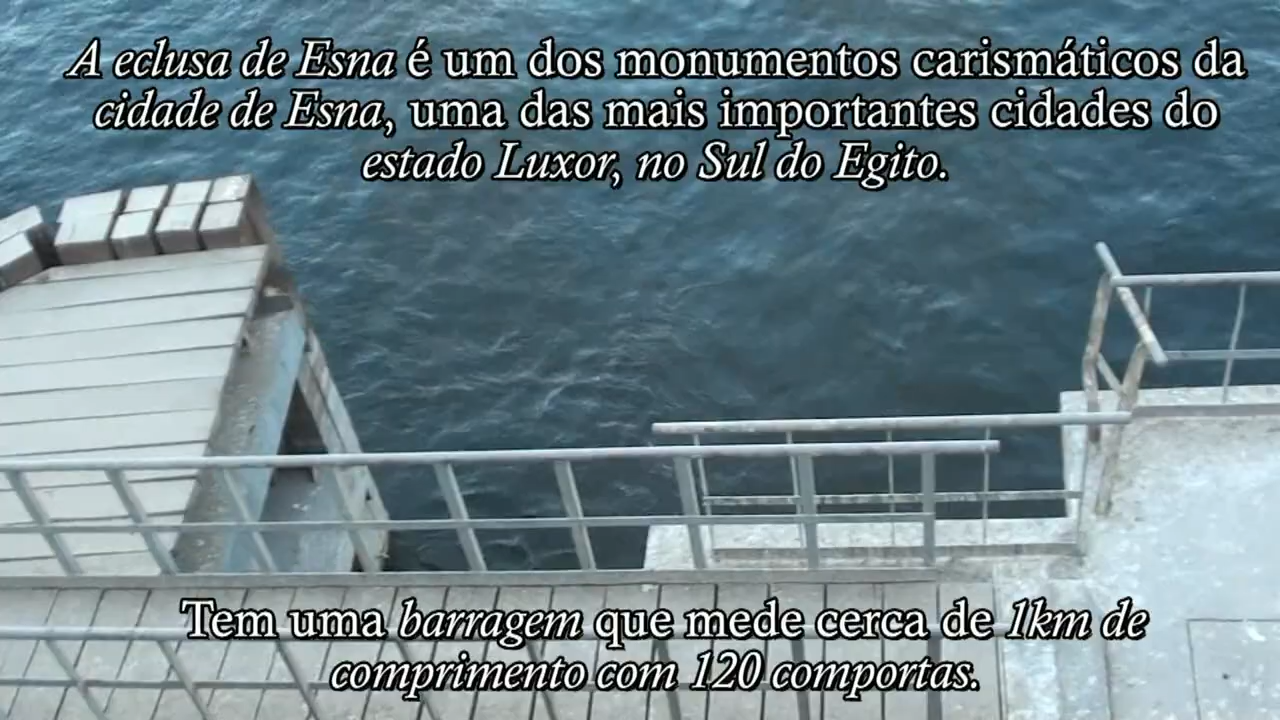 A eclusa de Esna é um dos monumentos carismáticos da
cidade de Esna, uma das mais importantes cidades do
estado Luxor, no Sul do Egito.
Tem uma barragem que mede cerca de 1km de
comprimento com 120 comportas.